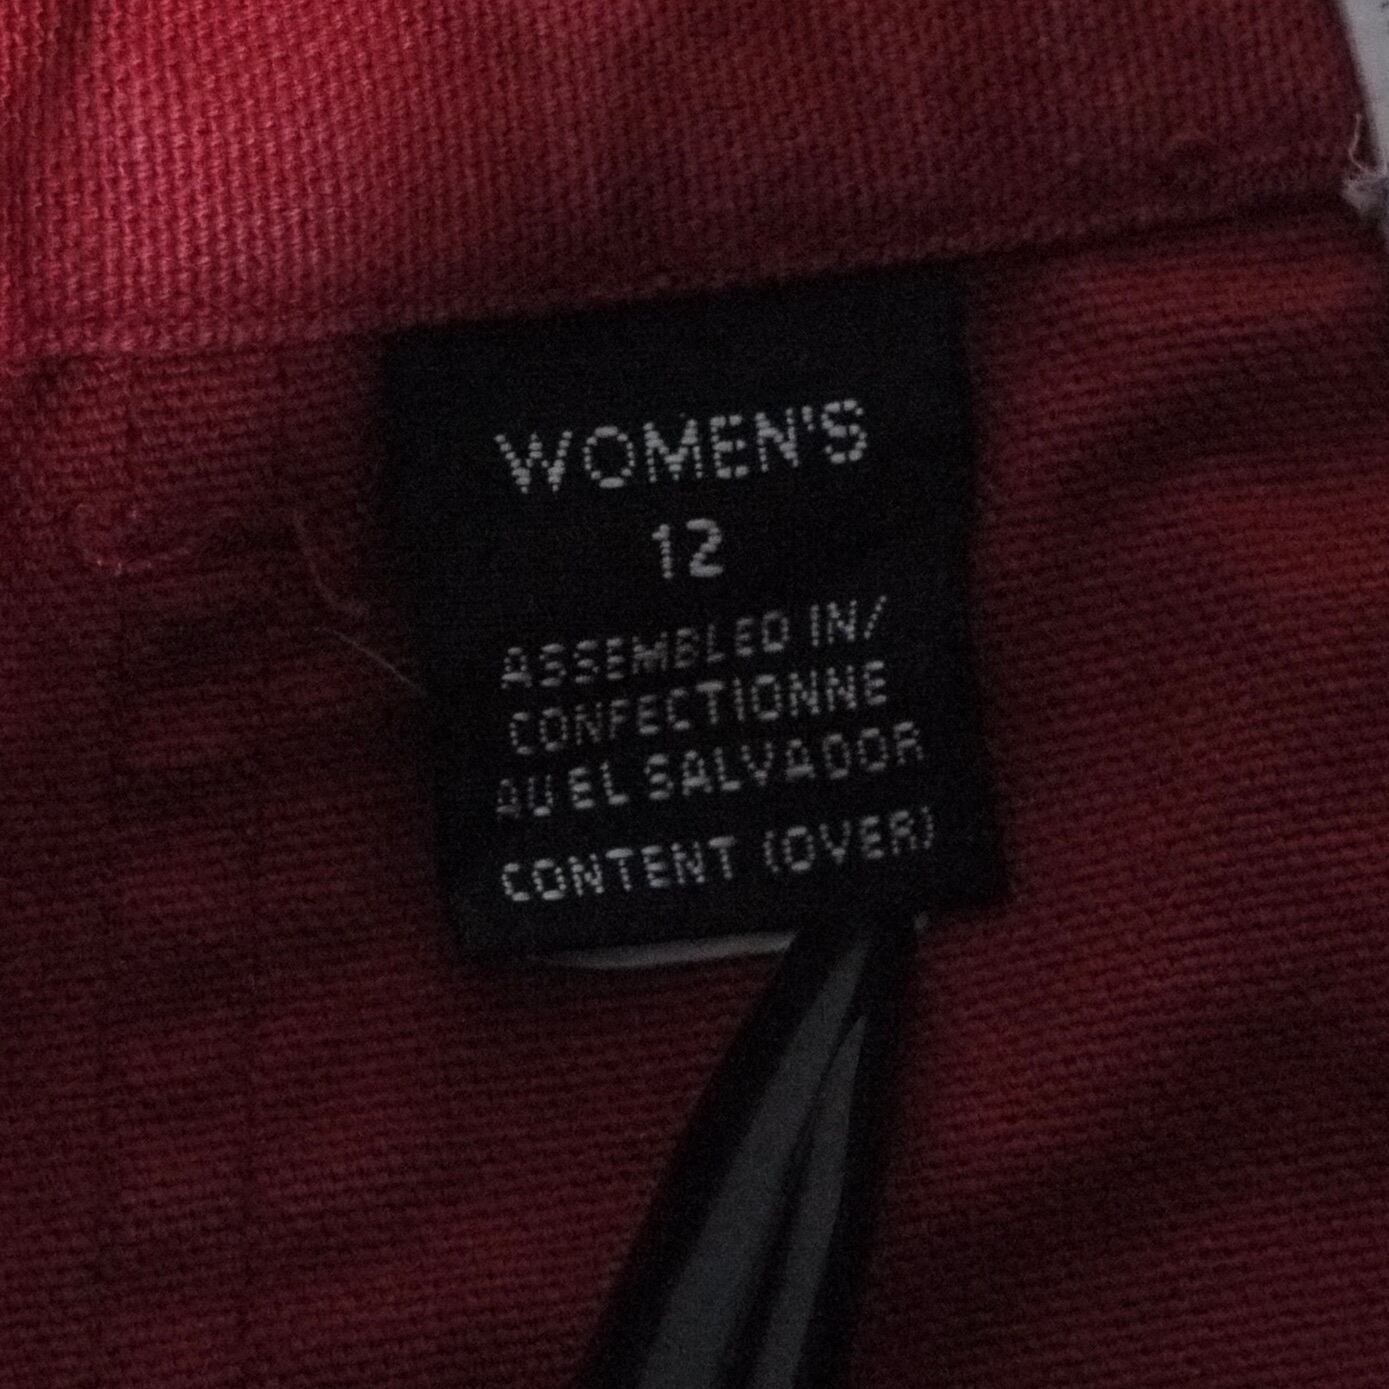 WOMEN'S
12
ASSEMBLED IN/
CONFECTIONNE
AU EL SALVADOR
CONTENT (OVER)